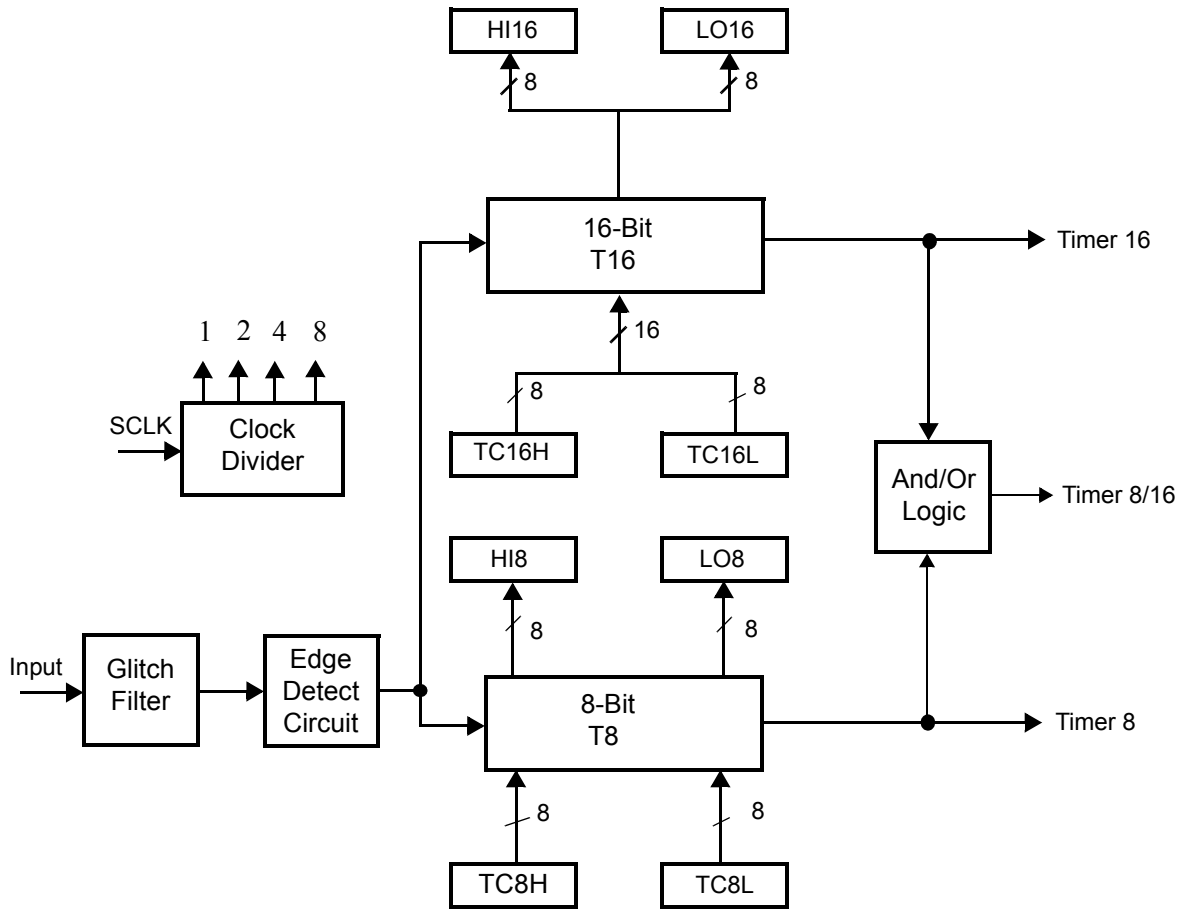 HI16
LO16
8
8
16-Bit
T16
Timer 16
16
1 2 4 8
8
8
SCLK
Clock
Divider
TC16H
TC16L
And/Or
Logic
Timer 8/16
HI8
LO8
8
8
Input
Glitch
Filter
Edge
Detect
Circuit
8-Bit
T8
Timer 8
8
8
TC8H
TC8L